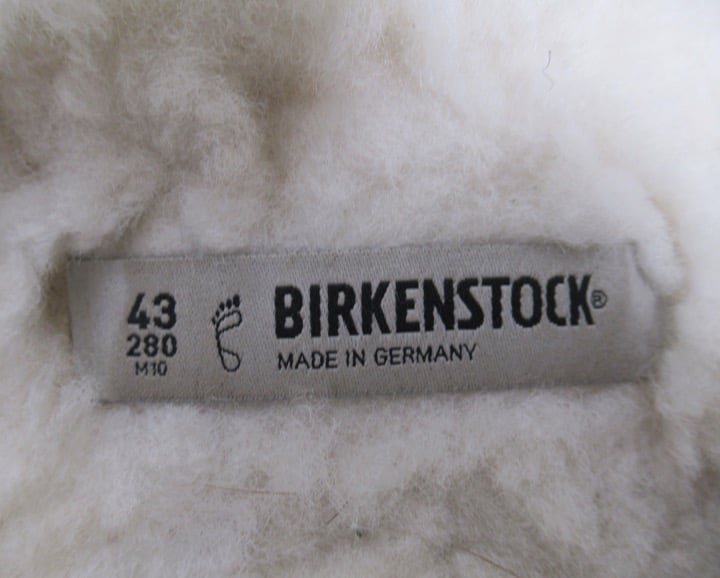 43
280
M10
BIRKENSTOCK®
MADE IN GERMANY